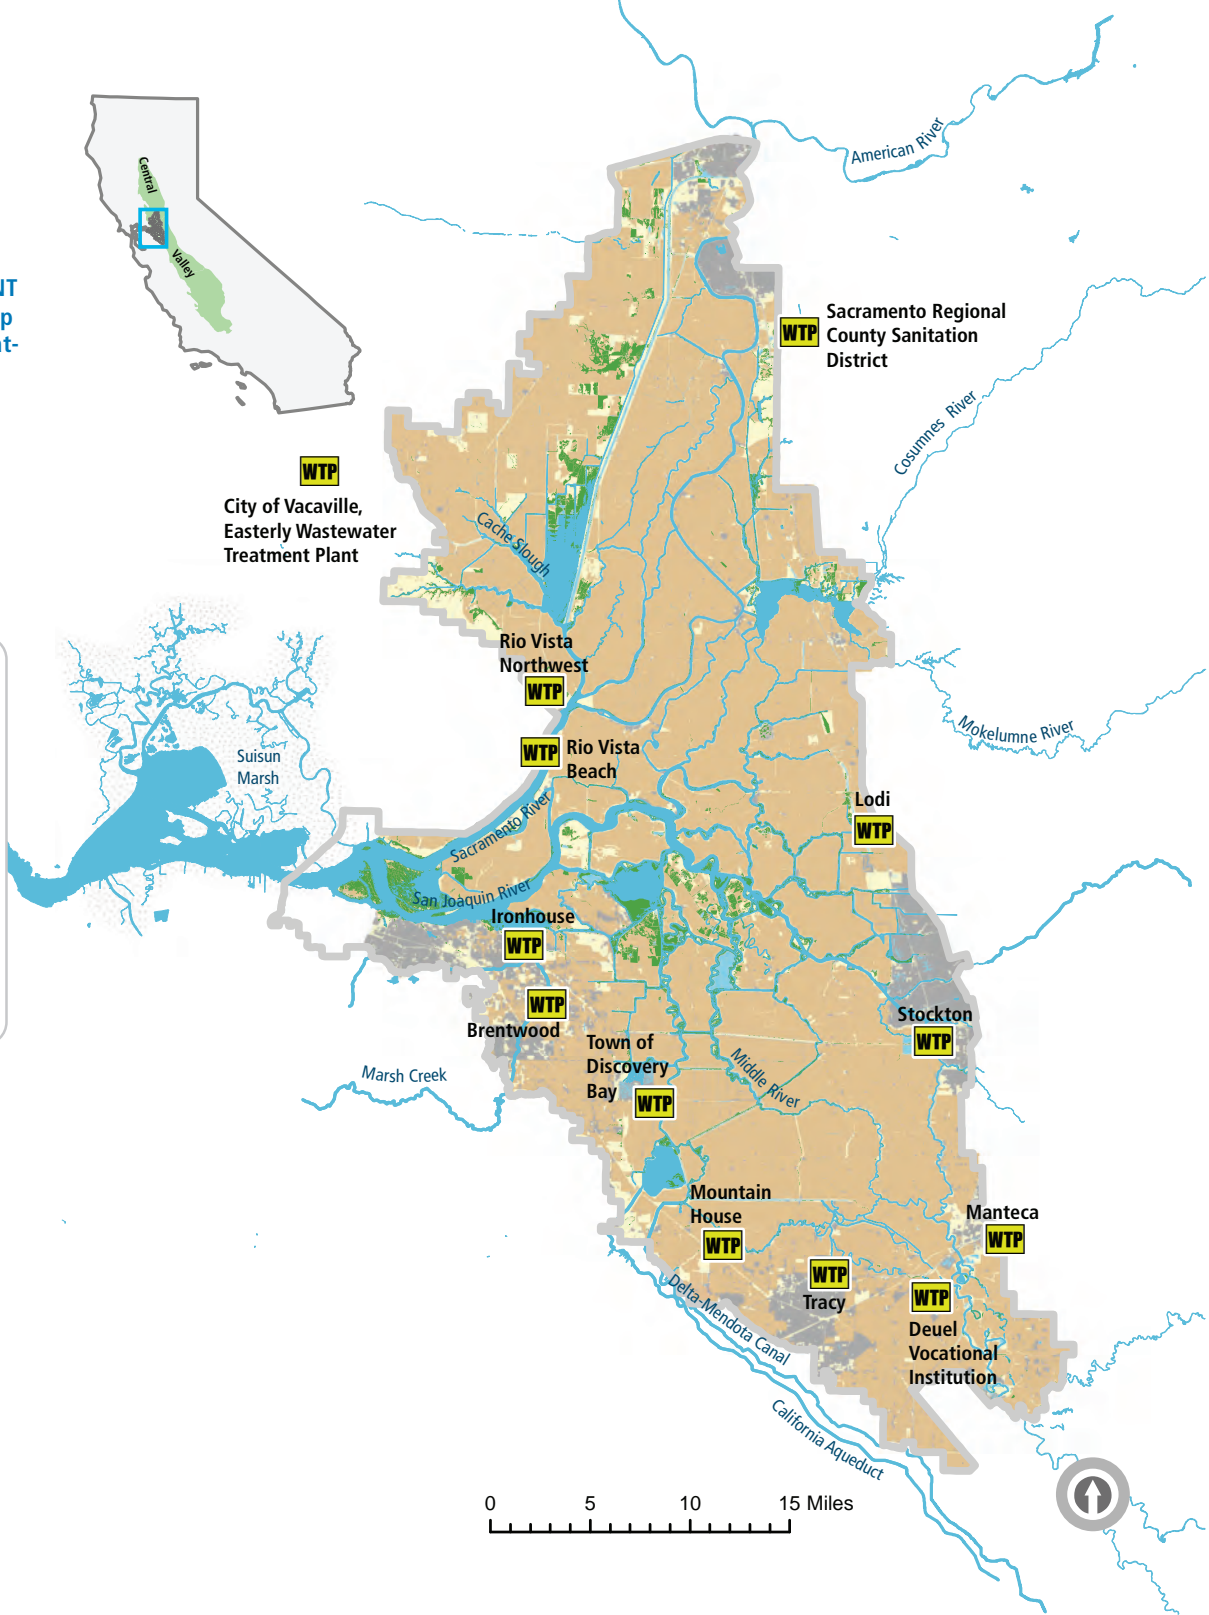 American River
Central
Valley
NT
p
nt-
WTP
Sacramento Regional
County Sanitation
District
Cosumnes River
WTP
City of Vacaville,
Easterly Wastewater
Treatment Plant
Cache Slough
Rio Vista
Northwest
WTP
Mokelumne River
Suisun
Marsh
WTP
Rio Vista
Beach
Lodi
WTP
Sacramento River
San Joaquin River
Ironhouse
WTP
WTP
Brentwood
Stockton
WTP
Town of
Discovery
Bay
WTP
Middle River
Marsh Creek
Mountain
House
WTP
Manteca
WTP
WTP
Tracy
WTP
Deuel
Vocational
Institution
Delta-Mendota Canal
California Aqueduct
0 5 10 15 Miles